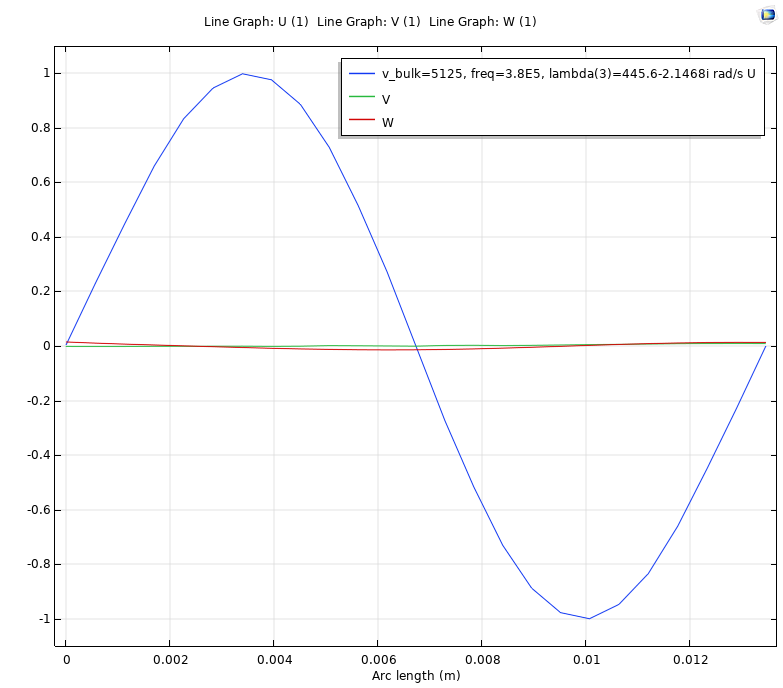 Line Graph: U (1)  Line Graph: V (1)  Line Graph: W (1)
v_bulk=5125, freq=3.8E5, lambda(3)=445.6-2.1468i rad/s U
V
W
1
0.8
0.6
0.4
0.2
0
-0.2
-0.4
-0.6
-0.8
-1
0 0.002 0.004 0.006 0.008 0.01 0.012
Arc length (m)